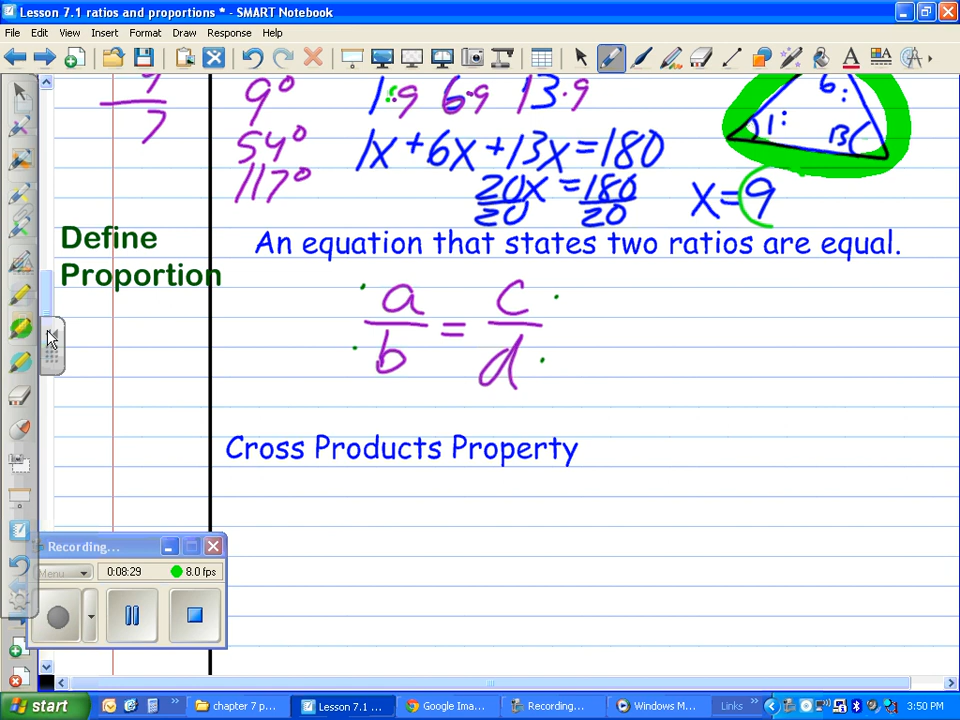 Lesson 7.1 ratios and proportions * - SMART Notebook
File Edit View Insert Format Draw Response Help
7
9° 1:9 6·9 13·9
54° 1x+6x+13x=180
117° 20x = 180 x=9
20 20
6:
1: 13
Define
Proportion
An equation that states two ratios are equal.
a = c
b d
Cross Products Property
Recording...
Menu 0:08:29 8.0 fps
start chapter 7 p... Lesson 7.1 ... Google Ima... Recording... Windows M... Links 3:50 PM